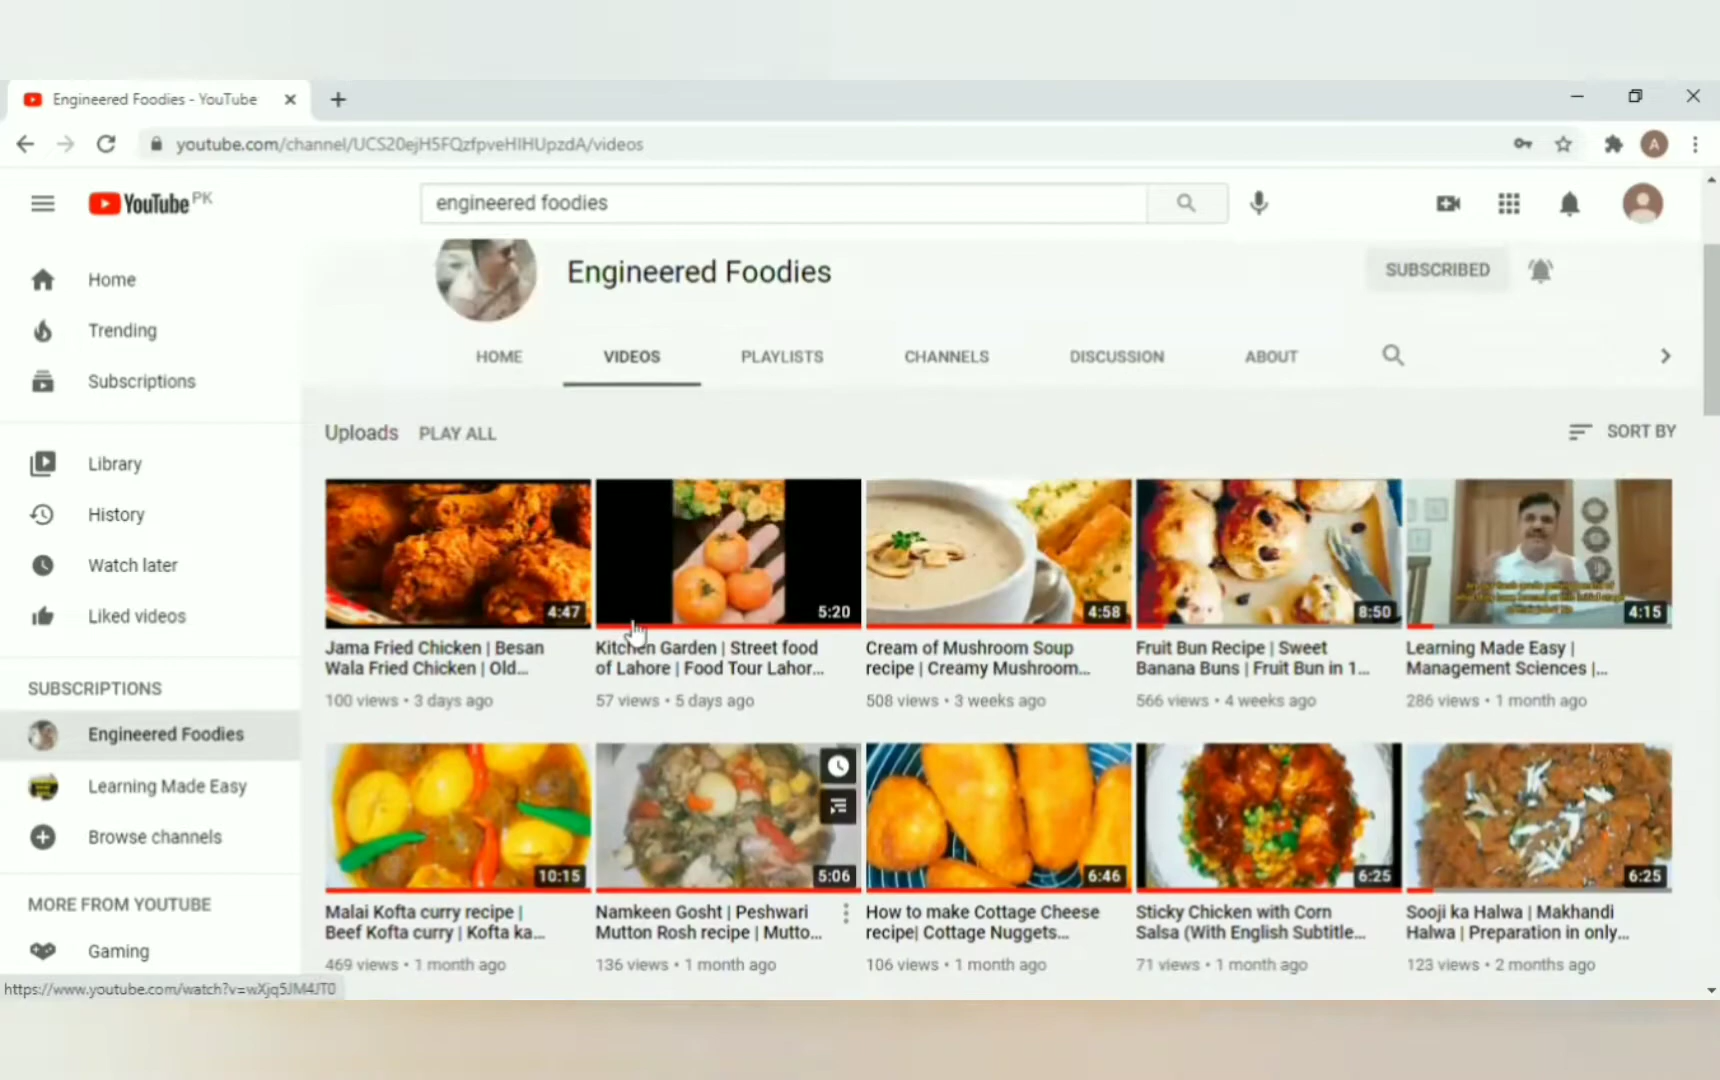 Engineered Foodies - YouTube
youtube.com/channel/UCS20ejH5FQzfpveHIHUpzdA/videos
A
YouTube PK
engineered foodies
Home
Trending
Subscriptions
Library
History
Watch later
Liked videos
SUBSCRIPTIONS
Engineered Foodies
Learning Made Easy
Browse channels
MORE FROM YOUTUBE
Gaming
https://www.youtube.com/watch?v=wXjq5JM4JT0
Engineered Foodies
SUBSCRIBED
HOME VIDEOS PLAYLISTS CHANNELS DISCUSSION ABOUT
Uploads PLAY ALL
SORT BY
4:47
Jama Fried Chicken | Besan
Wala Fried Chicken | Old...
100 views • 3 days ago
5:20
Kitchen Garden | Street food
of Lahore | Food Tour Lahor...
57 views • 5 days ago
4:58
Cream of Mushroom Soup
recipe | Creamy Mushroom...
508 views • 3 weeks ago
8:50
Fruit Bun Recipe | Sweet
Banana Buns | Fruit Bun in 1...
566 views • 4 weeks ago
4:15
Learning Made Easy |
Management Sciences |...
286 views • 1 month ago
10:15
Malai Kofta curry recipe |
Beef Kofta curry | Kofta ka...
469 views • 1 month ago
5:06
Namkeen Gosht | Peshwari
Mutton Rosh recipe | Mutto...
136 views • 1 month ago
6:46
How to make Cottage Cheese
recipe| Cottage Nuggets...
106 views • 1 month ago
6:25
Sticky Chicken with Corn
Salsa (With English Subtitle...
71 views • 1 month ago
6:25
Sooji ka Halwa | Makhandi
Halwa | Preparation in only...
123 views • 2 months ago